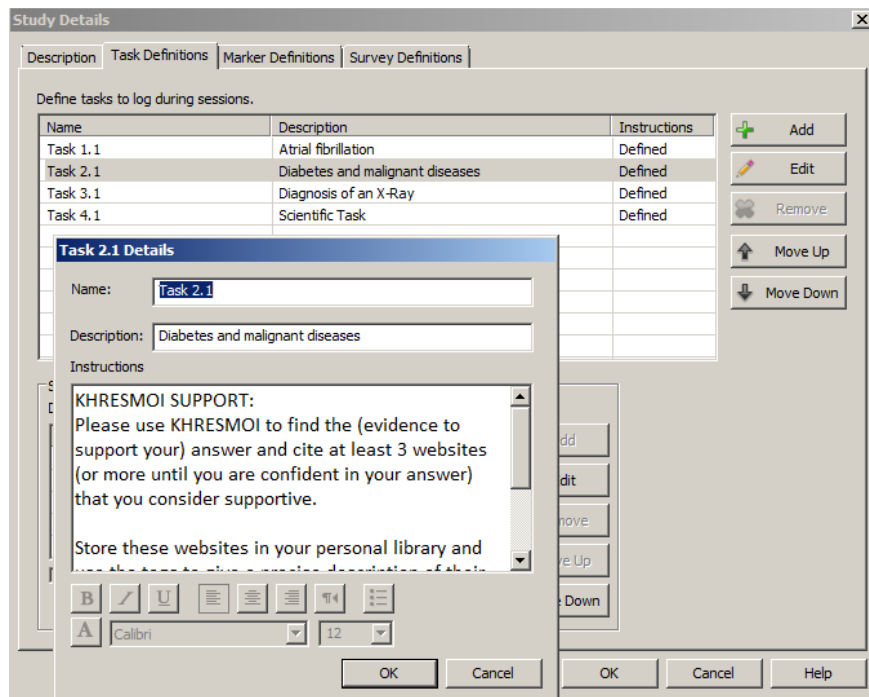 Study Details
Description Task Definitions Marker Definitions Survey Definitions
Define tasks to log during sessions.
Name Description Instructions
Task 1.1 Atrial fibrillation Defined
Task 2.1 Diabetes and malignant diseases Defined
Task 3.1 Diagnosis of an X-Ray Defined
Task 4.1 Scientific Task Defined
Add
Edit
Remove
Move Up
Move Down
Task 2.1 Details
Name: Task 2.1
Description: Diabetes and malignant diseases
Instructions
KHRESMOI SUPPORT:
Please use KHRESMOI to find the (evidence to
support your) answer and cite at least 3 websites
(or more until you are confident in your answer)
that you consider supportive.
Store these websites in your personal library and
B I U
A Calibri 12
OK Cancel
dd
dit
move
ve Up
Down
OK Cancel Help